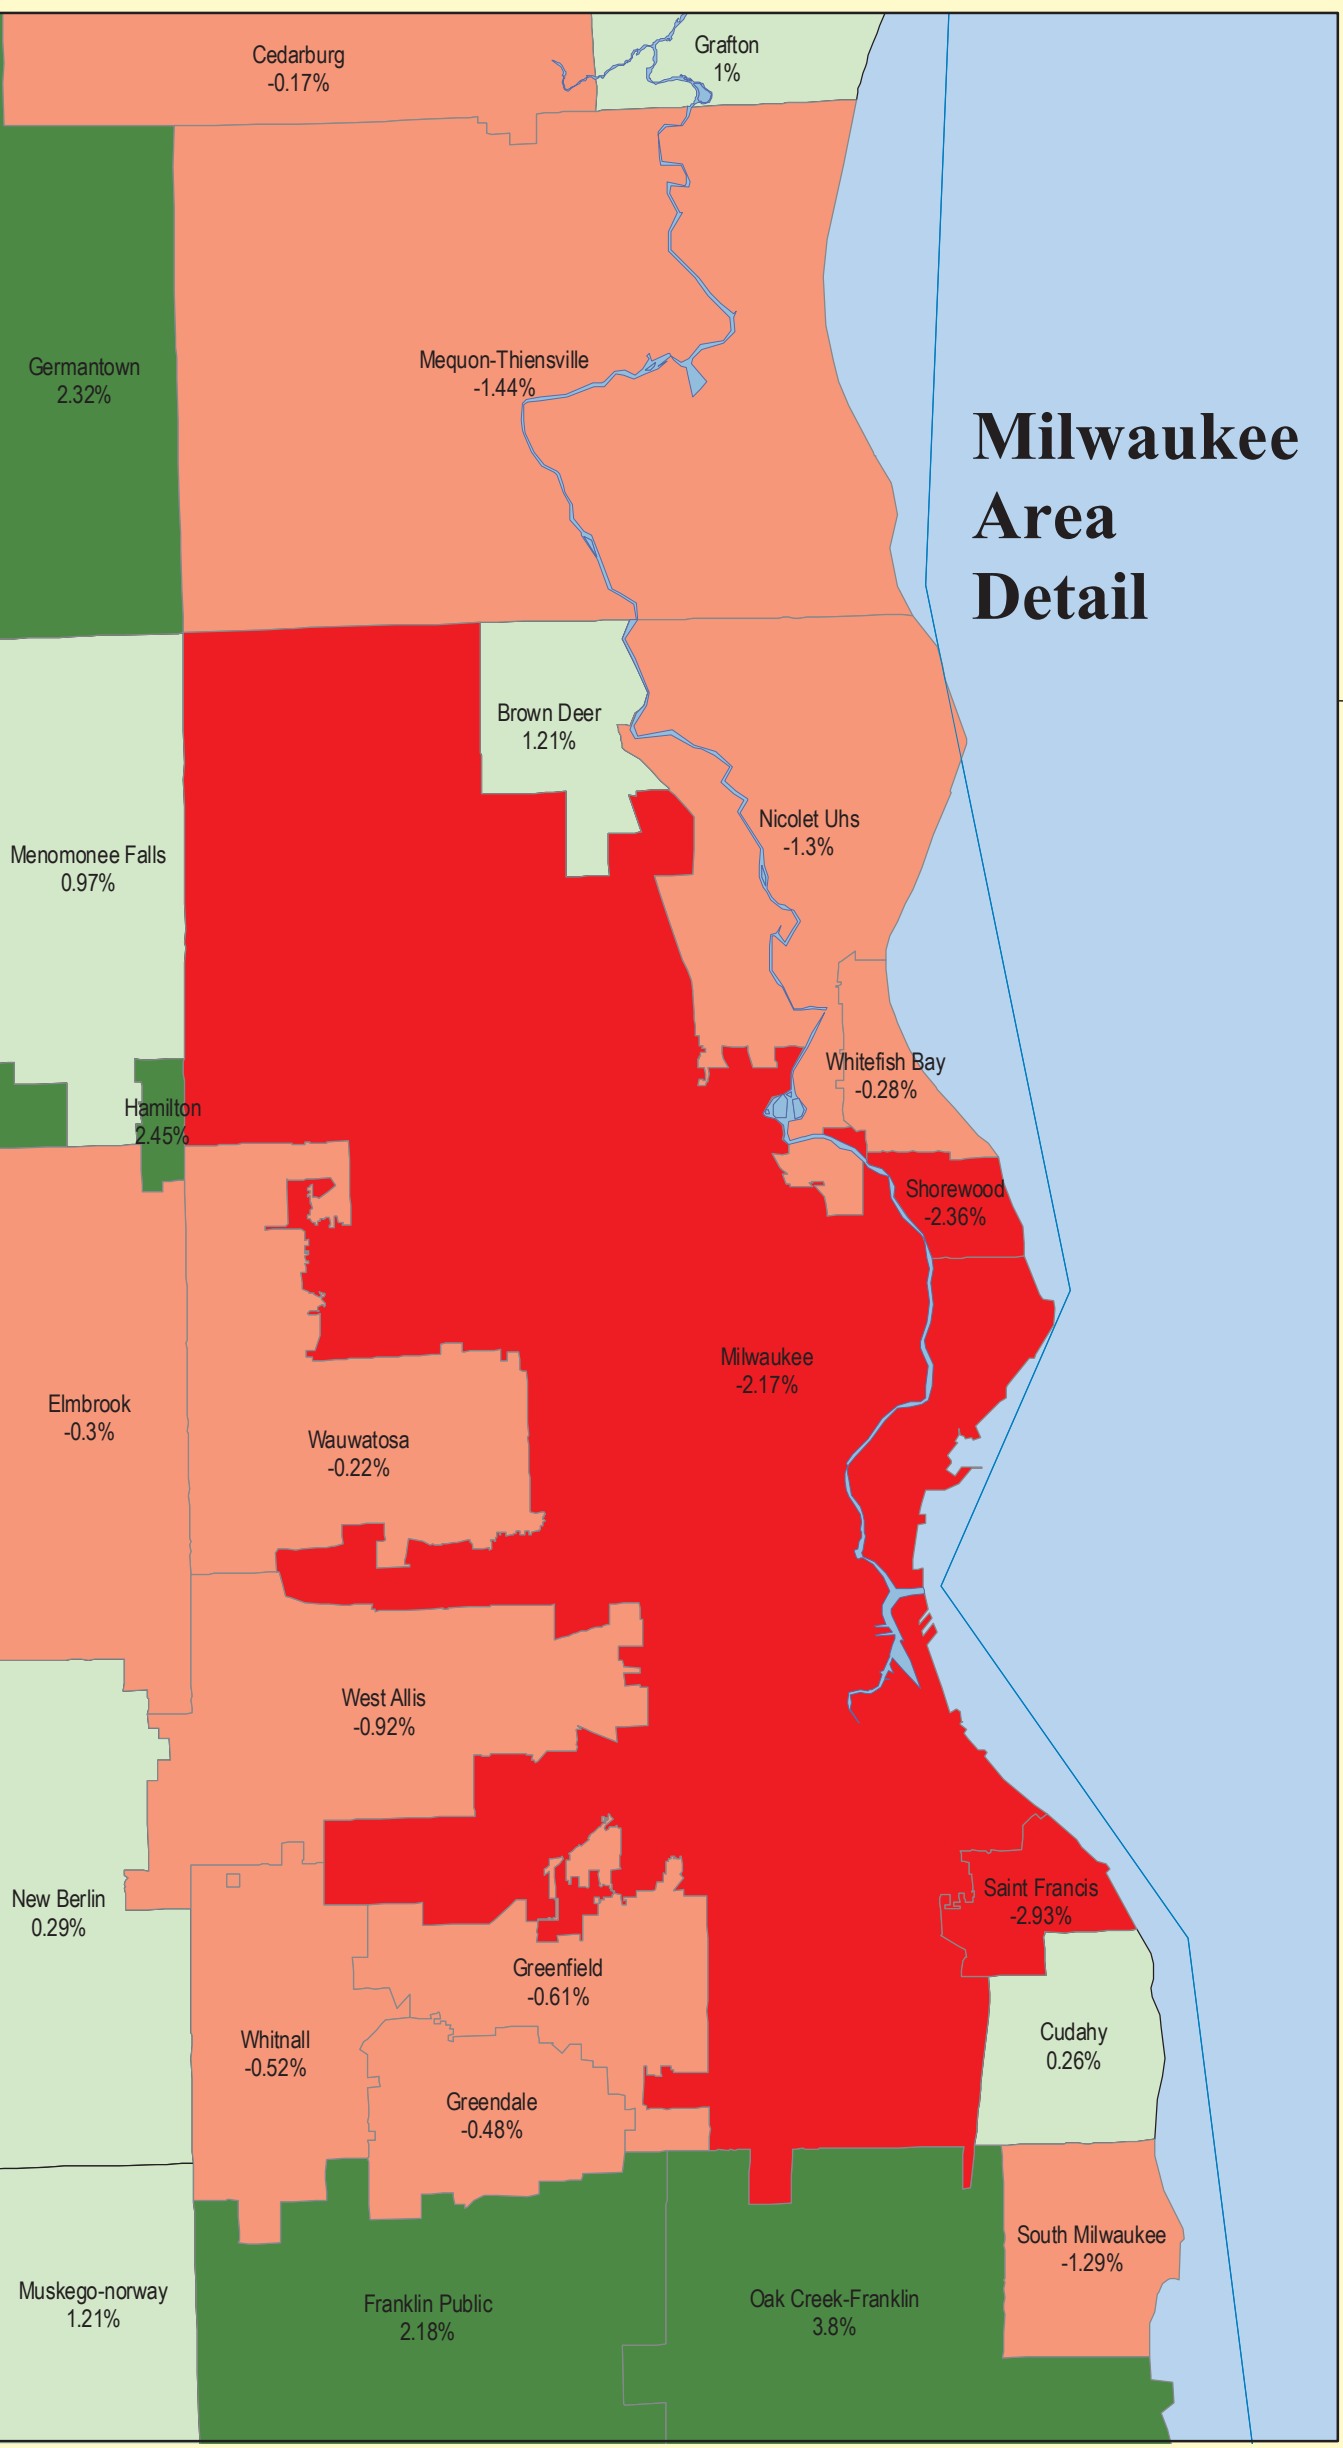 Cedarburg
-0.17%
Grafton
1%
Germantown
2.32%
Mequon-Thiensville
-1.44%
Milwaukee
Area
Detail
Brown Deer
1.21%
Nicolet Uhs
-1.3%
Menomonee Falls
0.97%
Whitefish Bay
-0.28%
Hamilton
2.45%
Shorewood
-2.36%
Milwaukee
-2.17%
Elmbrook
-0.3%
Wauwatosa
-0.22%
West Allis
-0.92%
New Berlin
0.29%
Saint Francis
-2.93%
Greenfield
-0.61%
Whitnall
-0.52%
Cudahy
0.26%
Greendale
-0.48%
South Milwaukee
-1.29%
Muskego-norway
1.21%
Franklin Public
2.18%
Oak Creek-Franklin
3.8%